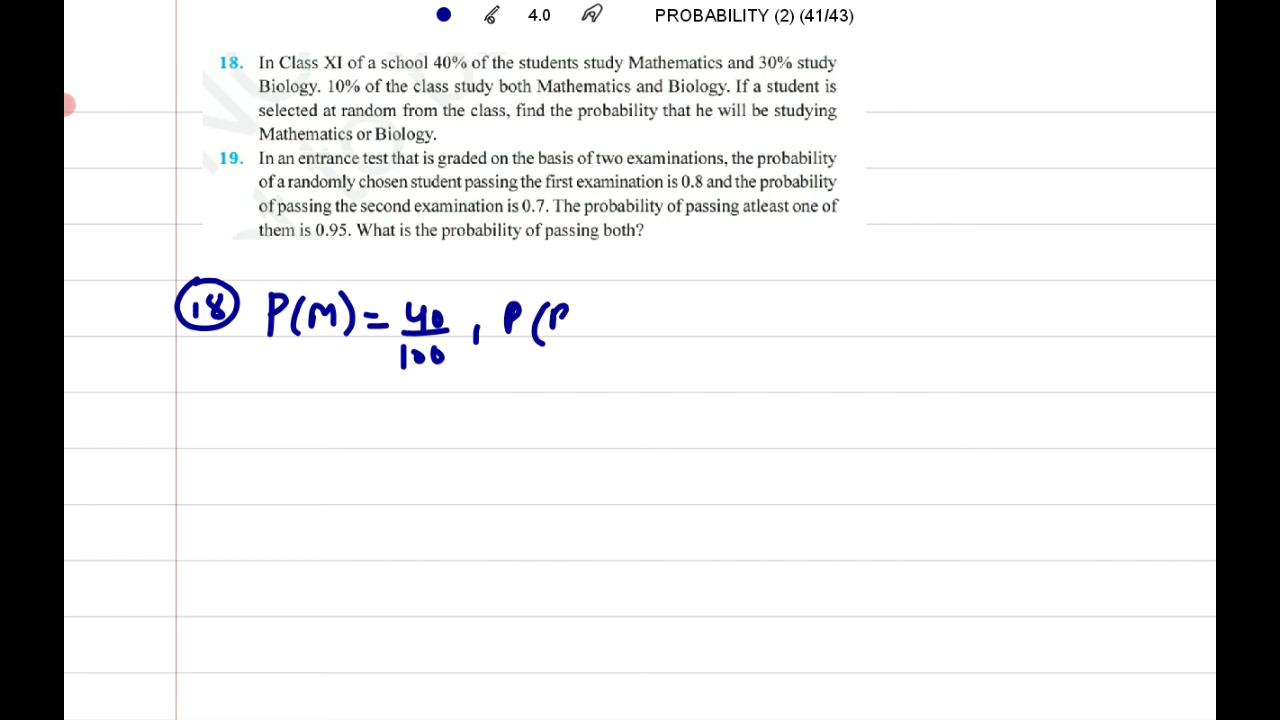 4.0 PROBABILITY (2) (41/43)
18. In Class XI of a school 40% of the students study Mathematics and 30% study
Biology. 10% of the class study both Mathematics and Biology. If a student is
selected at random from the class, find the probability that he will be studying
Mathematics or Biology.
19. In an entrance test that is graded on the basis of two examinations, the probability
of a randomly chosen student passing the first examination is 0.8 and the probability
of passing the second examination is 0.7. The probability of passing atleast one of
them is 0.95. What is the probability of passing both?
18 P(M) = 40/100 , P(